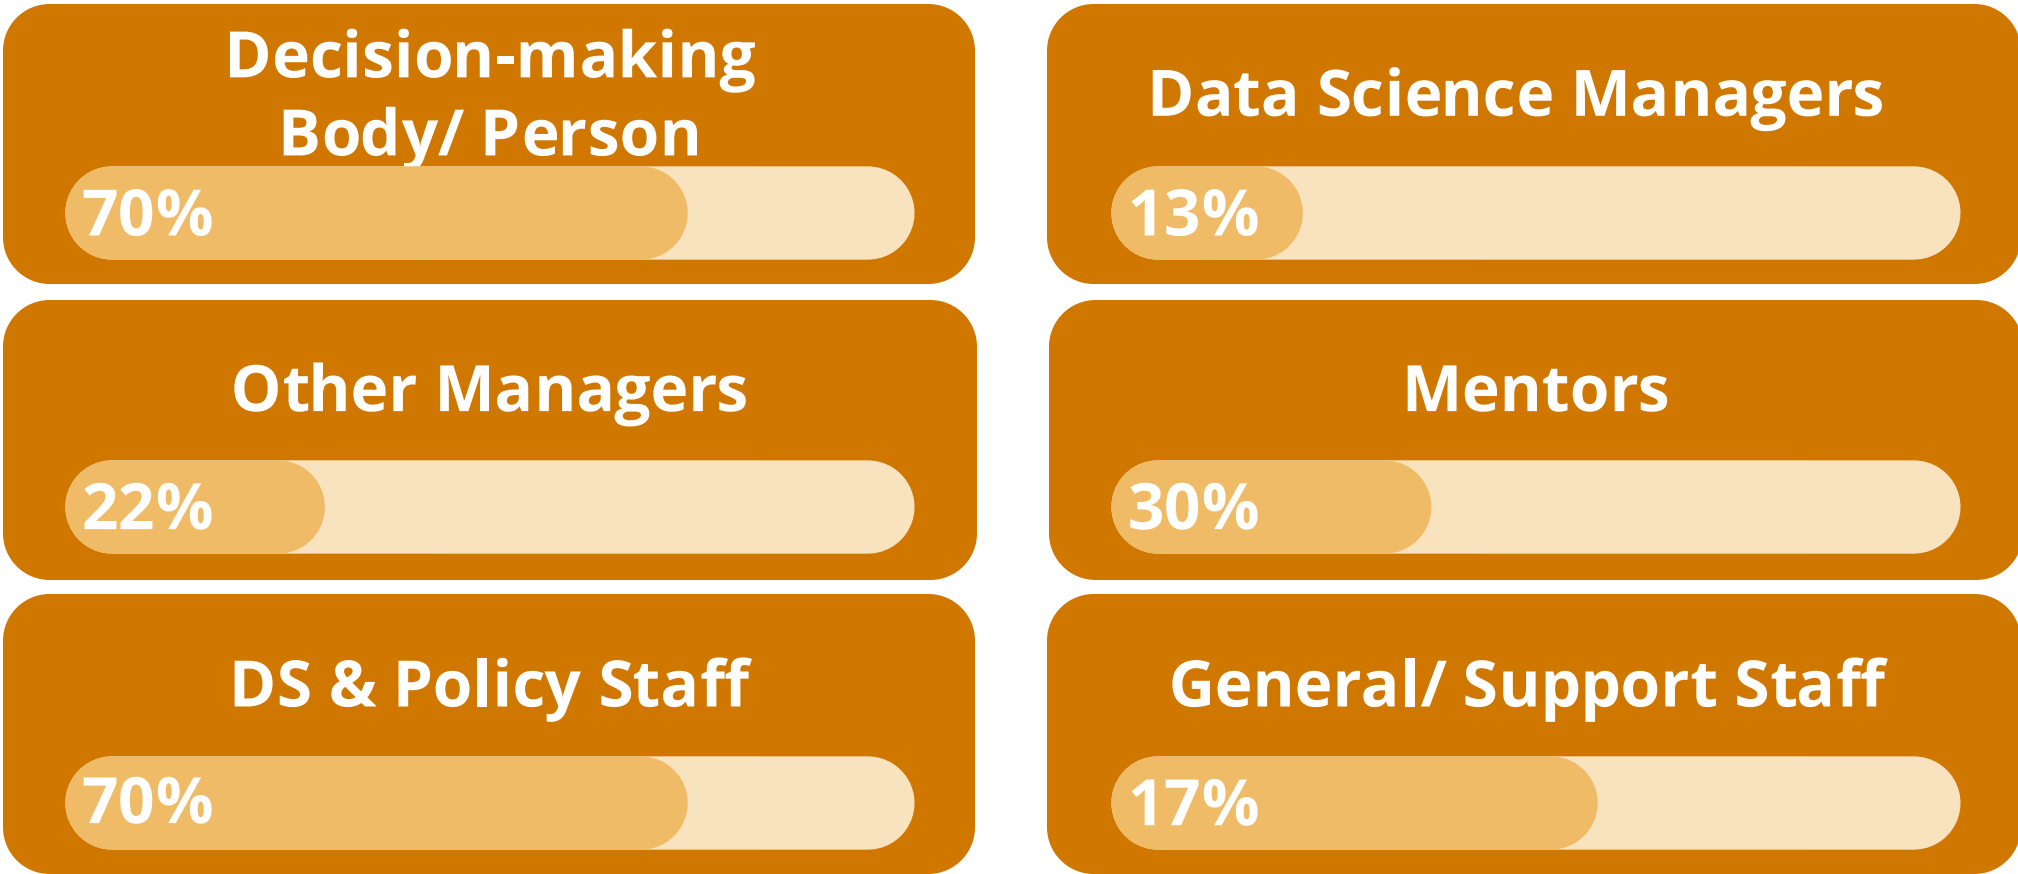 Decision-making
Body/ Person
70%
Data Science Managers
13%
Other Managers
22%
Mentors
30%
DS & Policy Staff
70%
General/ Support Staff
17%